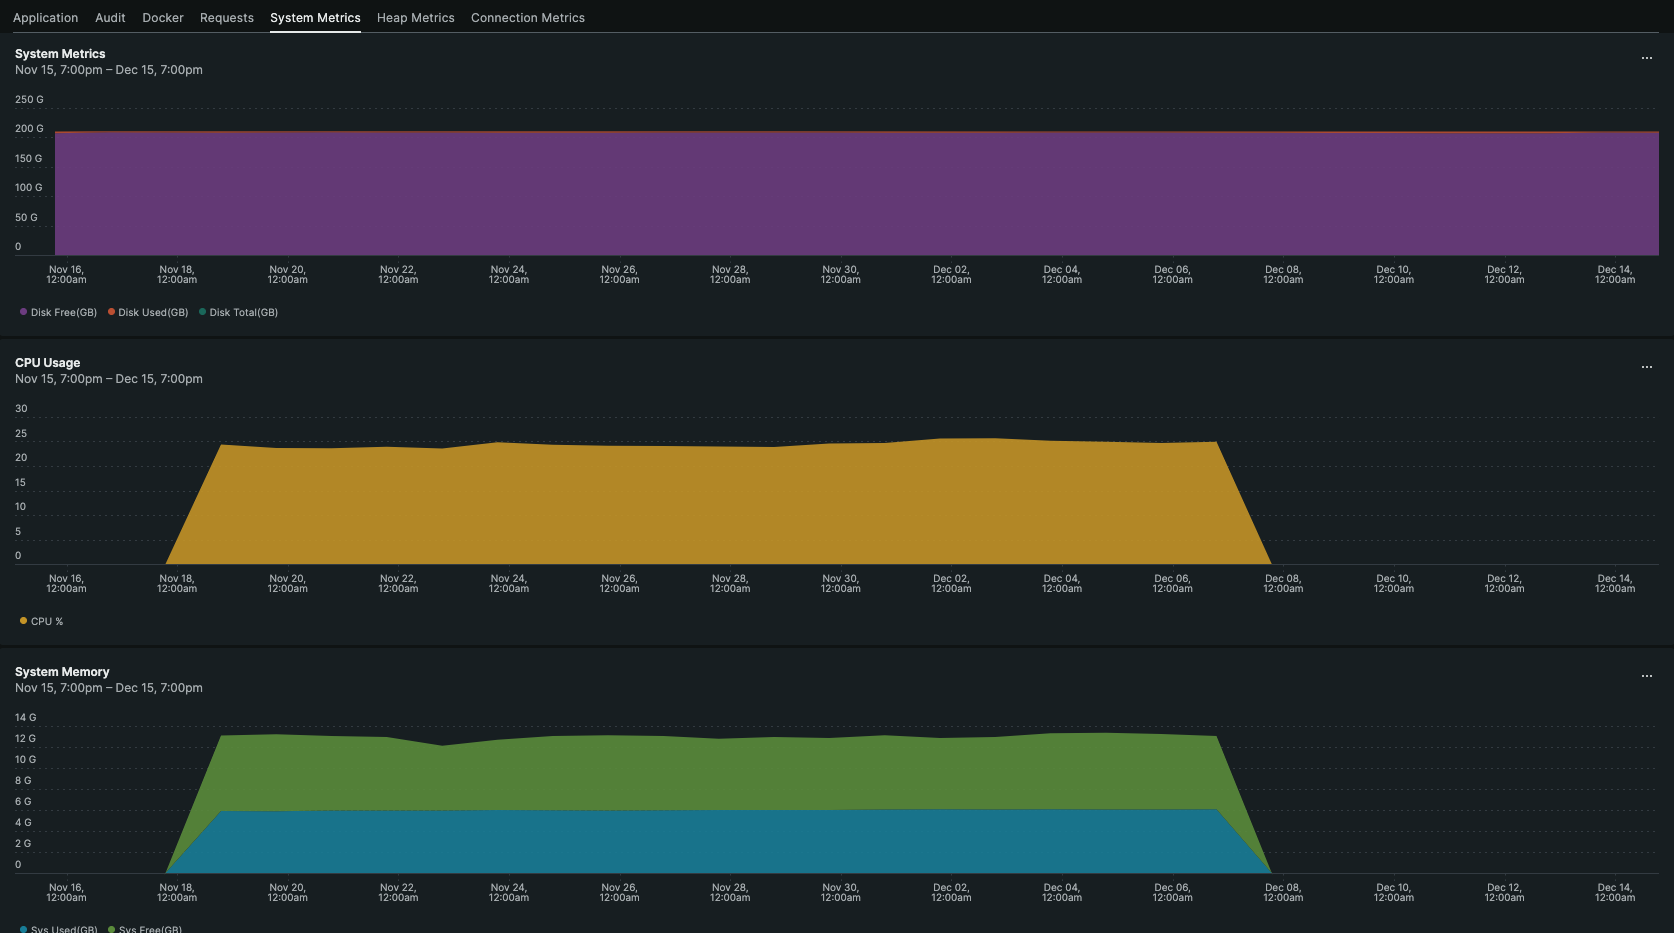 Application Audit Docker Requests System Metrics Heap Metrics Connection Metrics
System Metrics
...
Nov 15, 7:00pm – Dec 15, 7:00pm
250 G
200 G
150 G
100 G
50 G
0
Nov 16, Nov 18, Nov 20, Nov 22, Nov 24, Nov 26, Nov 28, Nov 30, Dec 02, Dec 04, Dec 06, Dec 08, Dec 10, Dec 12, Dec 14,
12:00am 12:00am 12:00am 12:00am 12:00am 12:00am 12:00am 12:00am 12:00am 12:00am 12:00am 12:00am 12:00am 12:00am 12:00am
Disk Free(GB) Disk Used(GB) Disk Total(GB)
CPU Usage
...
Nov 15, 7:00pm – Dec 15, 7:00pm
30
25
20
15
10
5
0
Nov 16, Nov 18, Nov 20, Nov 22, Nov 24, Nov 26, Nov 28, Nov 30, Dec 02, Dec 04, Dec 06, Dec 08, Dec 10, Dec 12, Dec 14,
12:00am 12:00am 12:00am 12:00am 12:00am 12:00am 12:00am 12:00am 12:00am 12:00am 12:00am 12:00am 12:00am 12:00am 12:00am
CPU %
System Memory
...
Nov 15, 7:00pm – Dec 15, 7:00pm
14 G
12 G
10 G
8 G
6 G
4 G
2 G
0
Nov 16, Nov 18, Nov 20, Nov 22, Nov 24, Nov 26, Nov 28, Nov 30, Dec 02, Dec 04, Dec 06, Dec 08, Dec 10, Dec 12, Dec 14,
12:00am 12:00am 12:00am 12:00am 12:00am 12:00am 12:00am 12:00am 12:00am 12:00am 12:00am 12:00am 12:00am 12:00am 12:00am
Sys Used(GB) Sys Free(GB)